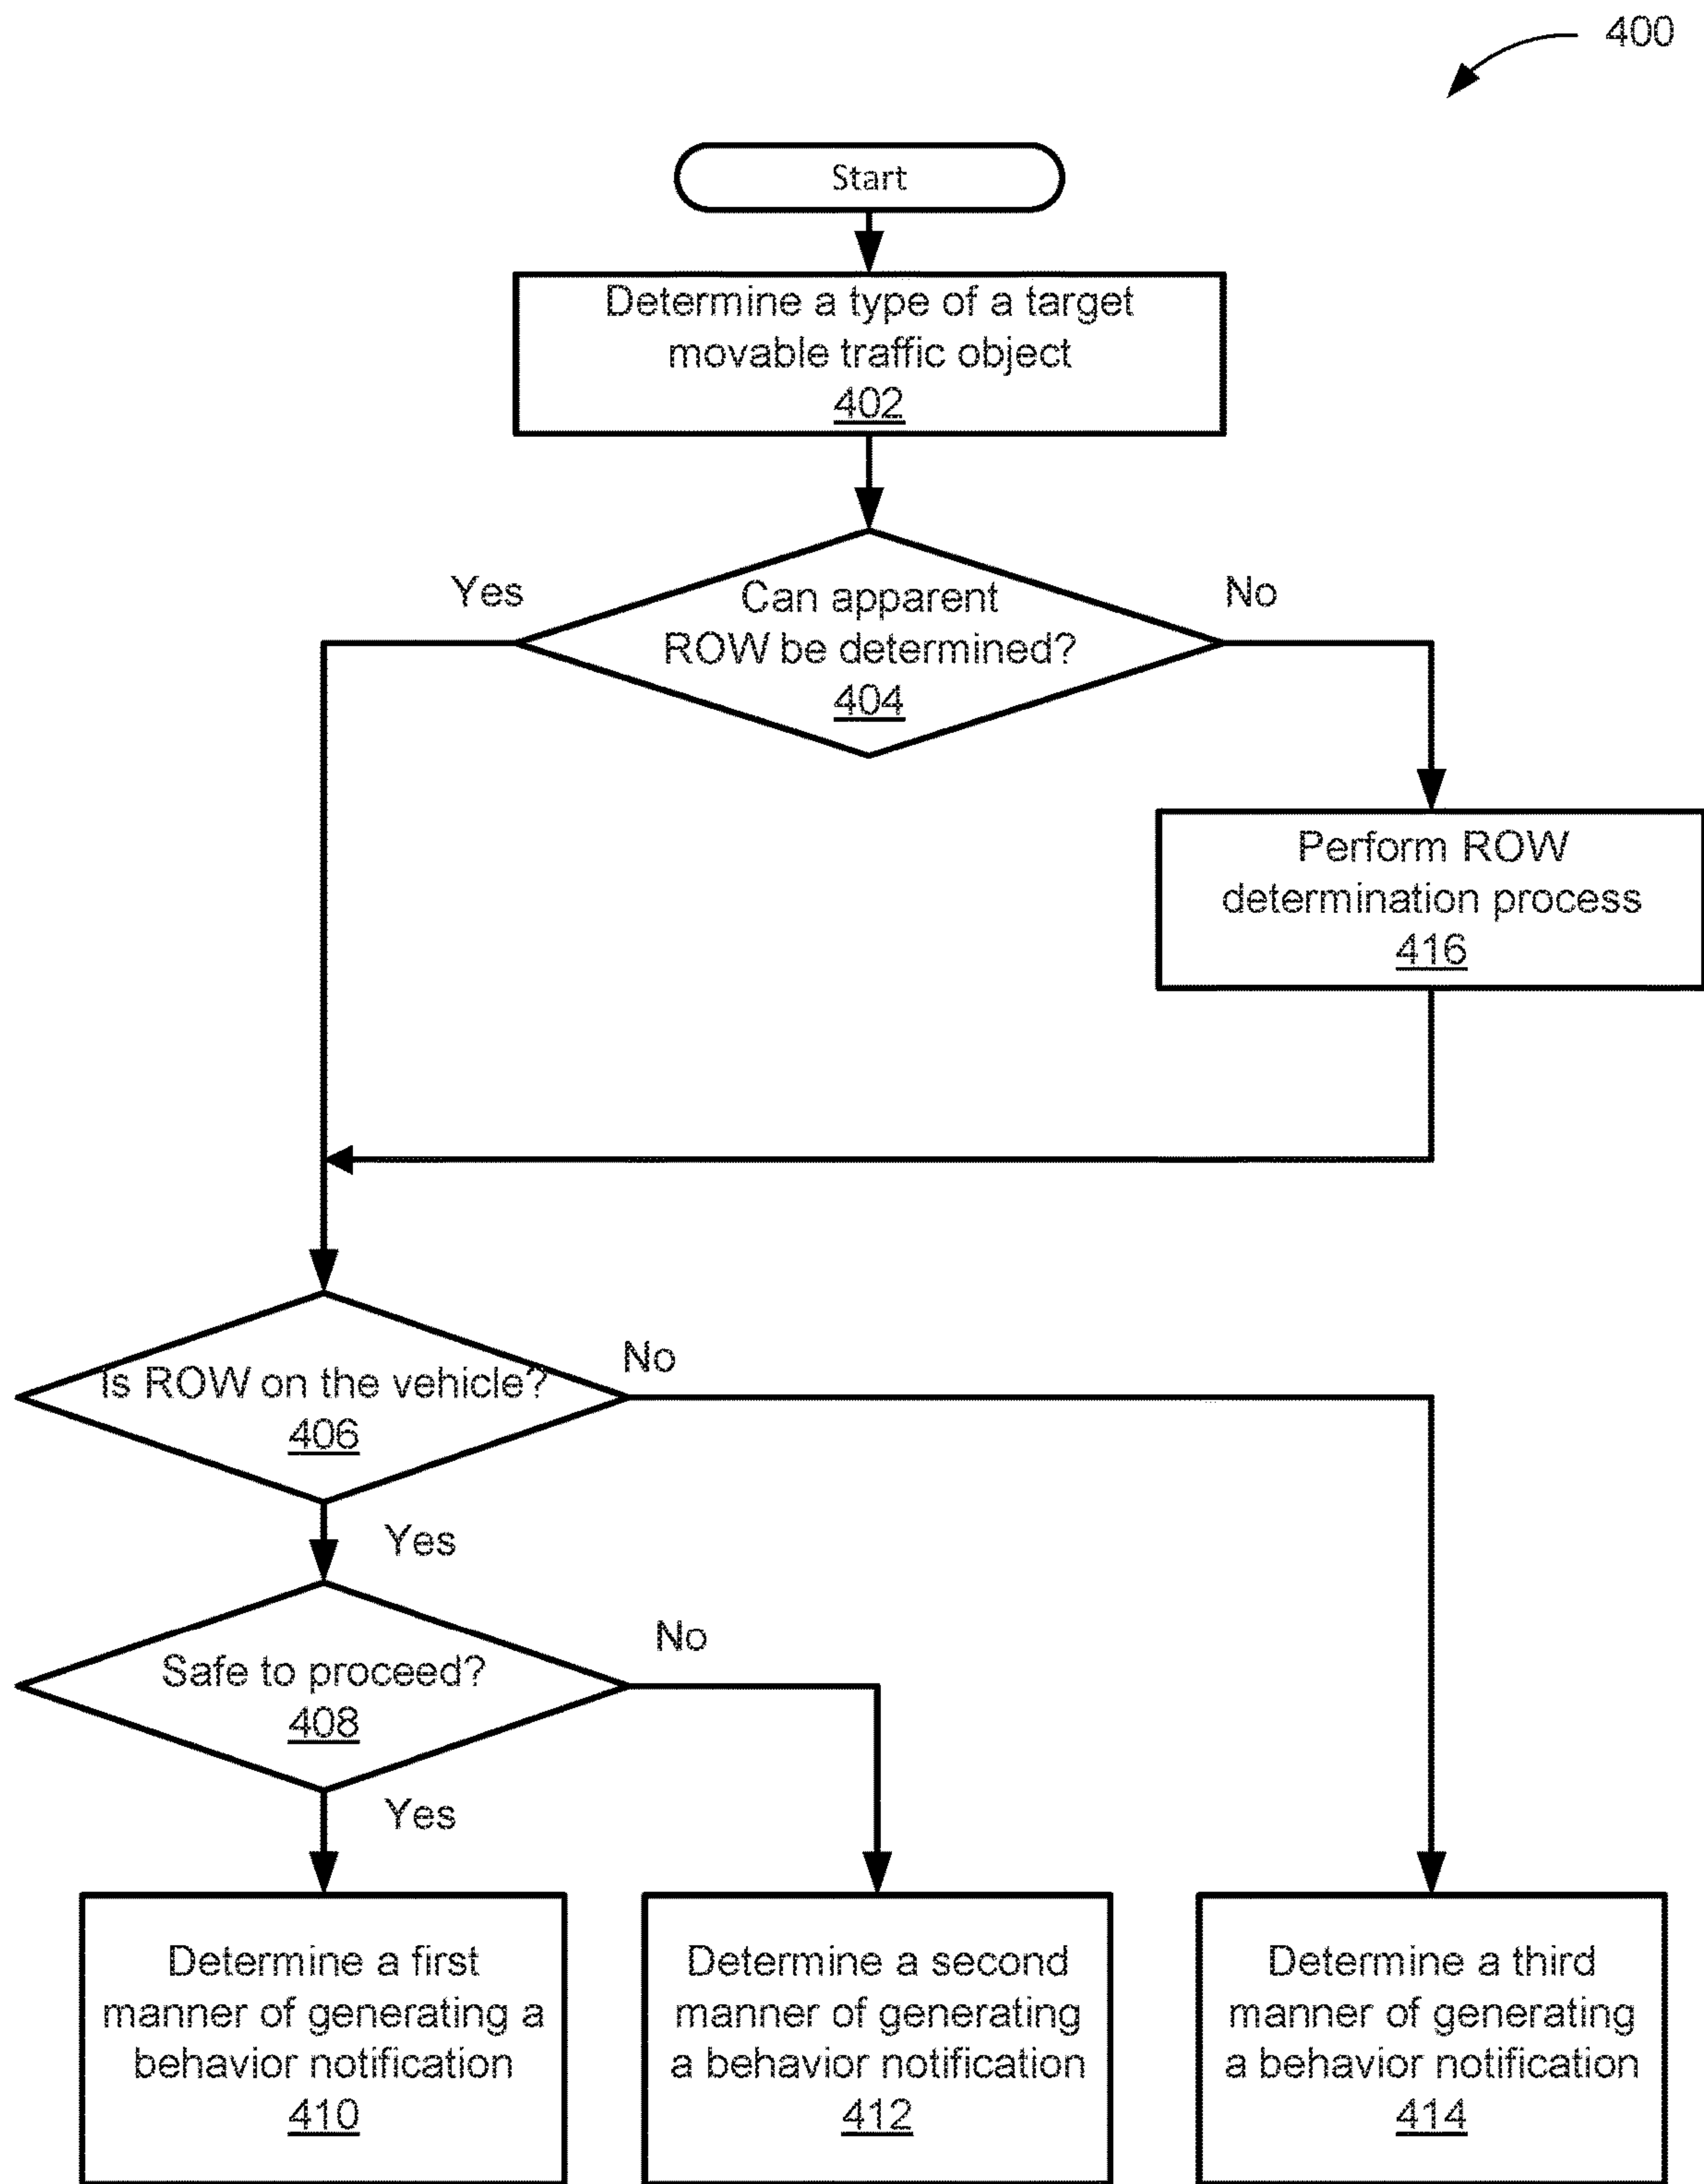 400
Start
Determine a type of a target
movable traffic object
402
Yes
Can apparent
ROW be determined?
404
No
Perform ROW
determination process
416
Is ROW on the vehicle?
406
No
Yes
Safe to proceed?
408
No
Yes
Determine a first
manner of generating a
behavior notification
410
Determine a second
manner of generating
a behavior notification
412
Determine a third
manner of generating
a behavior notification
414